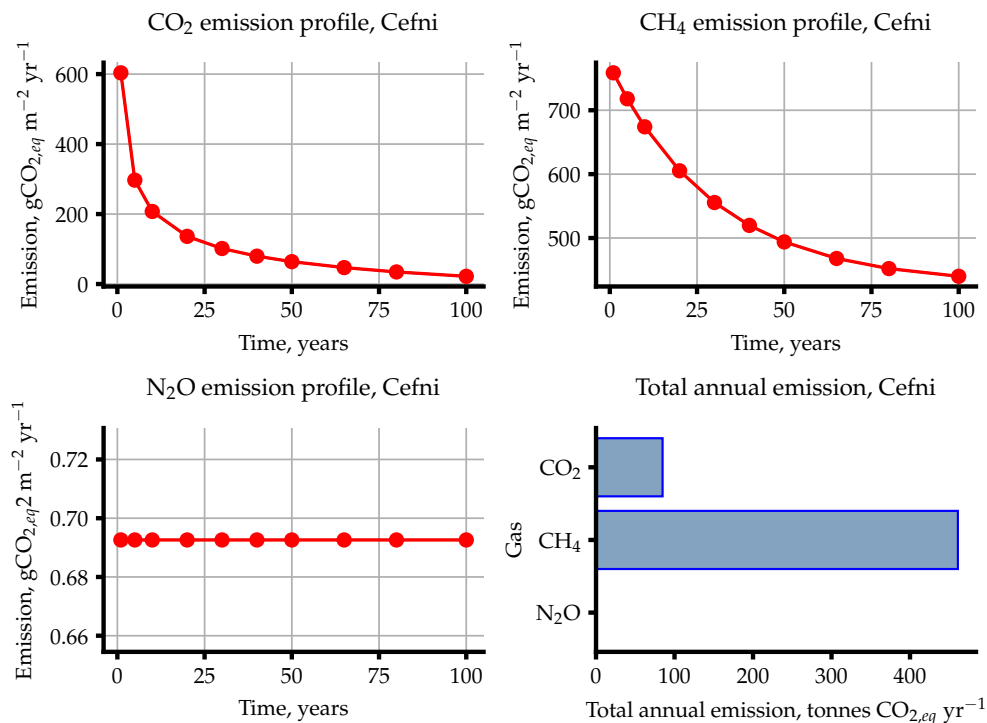 CO₂ emission profile, Cefni
Emission, gCO₂,eq m⁻² yr⁻¹
600
400
200
0
0 25 50 75 100
Time, years
CH₄ emission profile, Cefni
Emission, gCO₂,eq m⁻² yr⁻¹
700
600
500
0 25 50 75 100
Time, years
N₂O emission profile, Cefni
Emission, gCO₂,eq2 m⁻² yr⁻¹
0.72
0.70
0.68
0.66
0 25 50 75 100
Time, years
Total annual emission, Cefni
Gas
CO₂
CH₄
N₂O
0 100 200 300 400
Total annual emission, tonnes CO₂,eq yr⁻¹